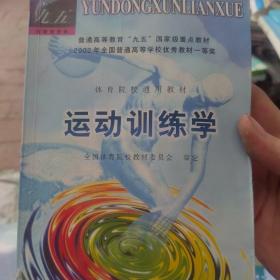 YUNDONGXUNLIANXUE
九五
普通高等教育“九五”国家级重点教材
2002年全国普通高等学校优秀教材一等奖
体育院校通用教材
运动训练学
全国体育院校教材委员会 审定